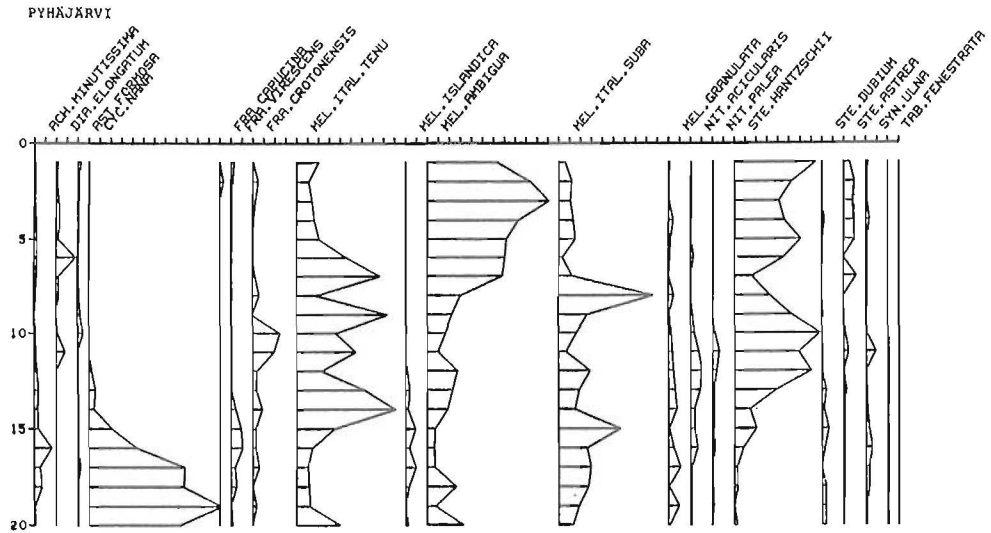 PYHÄJÄRVI
ACH.MINUTISSIMA
DIA.ELONGATUM
AST.FORMOSA
CYC.NANA
FRA.CAPUCINA
FRA.VIRESCENS
FRA.CROTONENSIS
MEL.ITAL.TENU
MEL.ISLANDICA
MEL.AMBIGUA
MEL.ITAL.SUBA
MEL.GRANULATA
NIT.ACICULARIS
NIT.PALEA
STE.HANTZSCHII
STE.DUBIUM
STE.ASTREA
SYN.ULNA
TAB.FENESTRATA
0
5
10
15
20